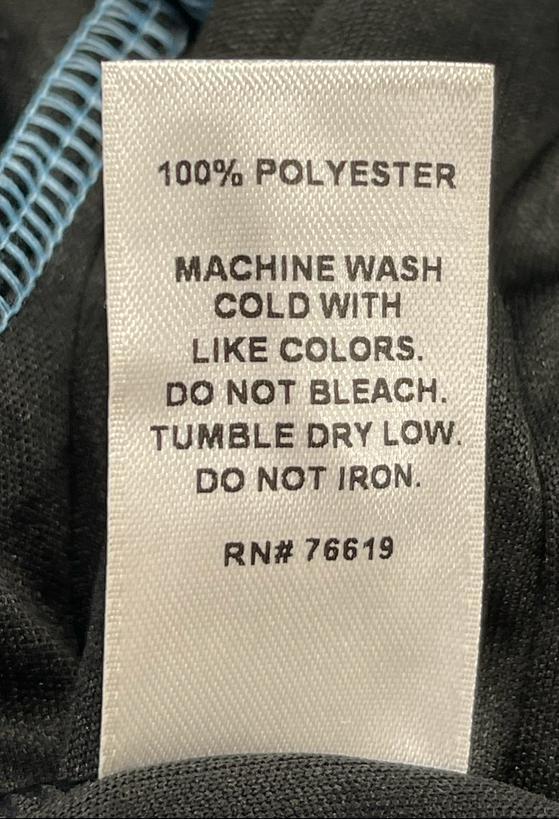 100% POLYESTER
MACHINE WASH
COLD WITH
LIKE COLORS.
DO NOT BLEACH.
TUMBLE DRY LOW.
DO NOT IRON.
RN# 76619